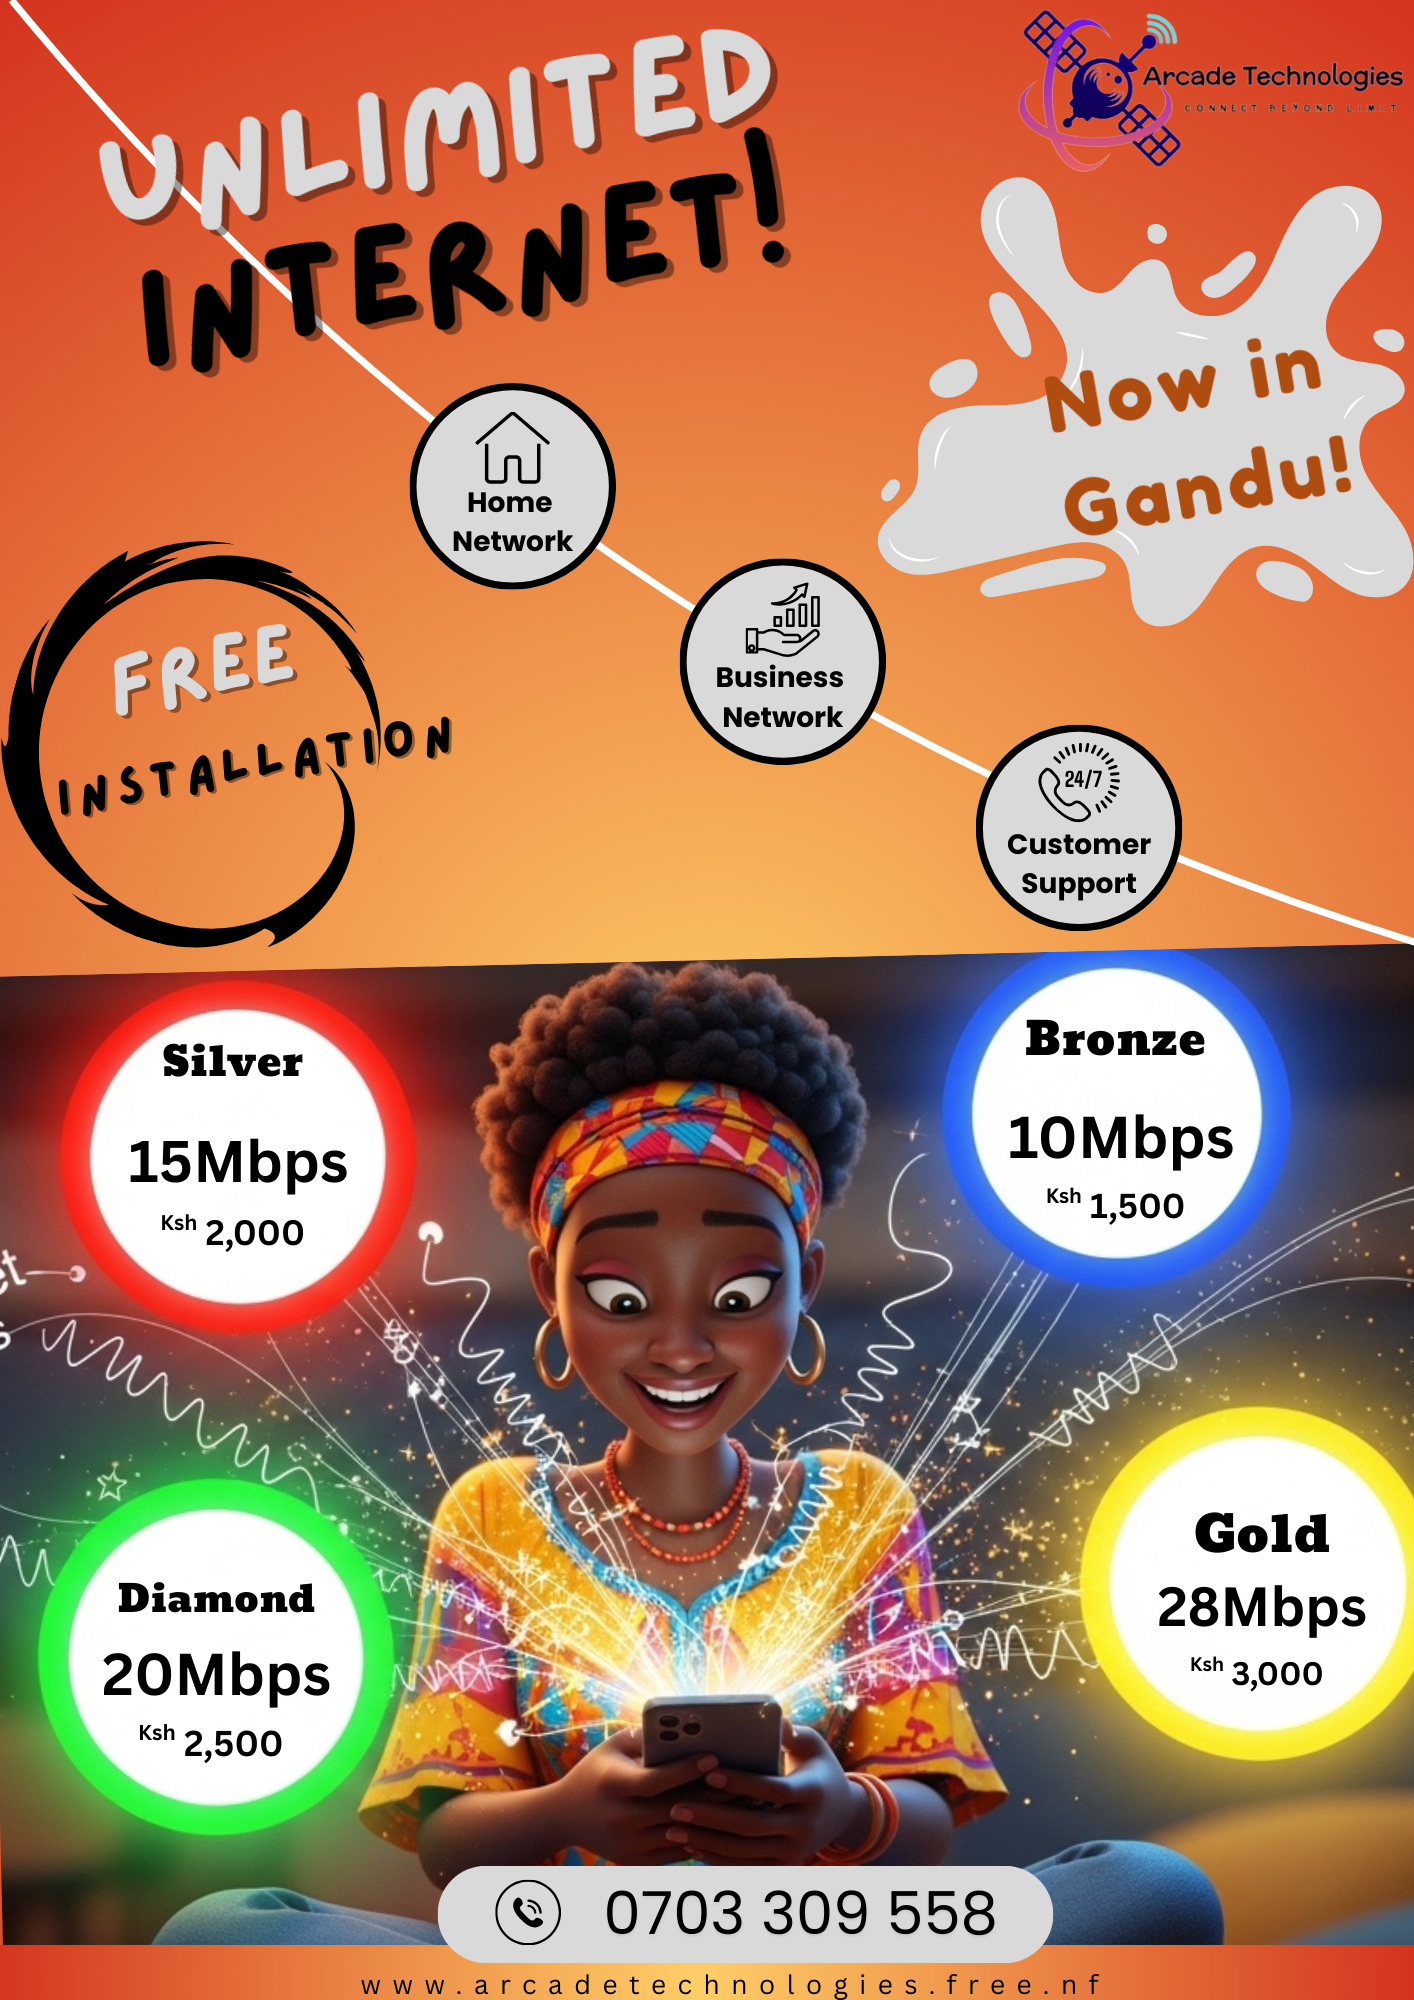 Arcade Technologies
CONNECT BEYOND LIMIT
UNLIMITED
INTERNET!
Now in
Gandu!
Home
Network
Business
Network
24/7
Customer
Support
FREE
INSTALLATION
Silver
15Mbps
Ksh 2,000
Bronze
10Mbps
Ksh 1,500
Diamond
20Mbps
Ksh 2,500
Gold
28Mbps
Ksh 3,000
0703 309 558
www.arcadetechnologies.free.nf